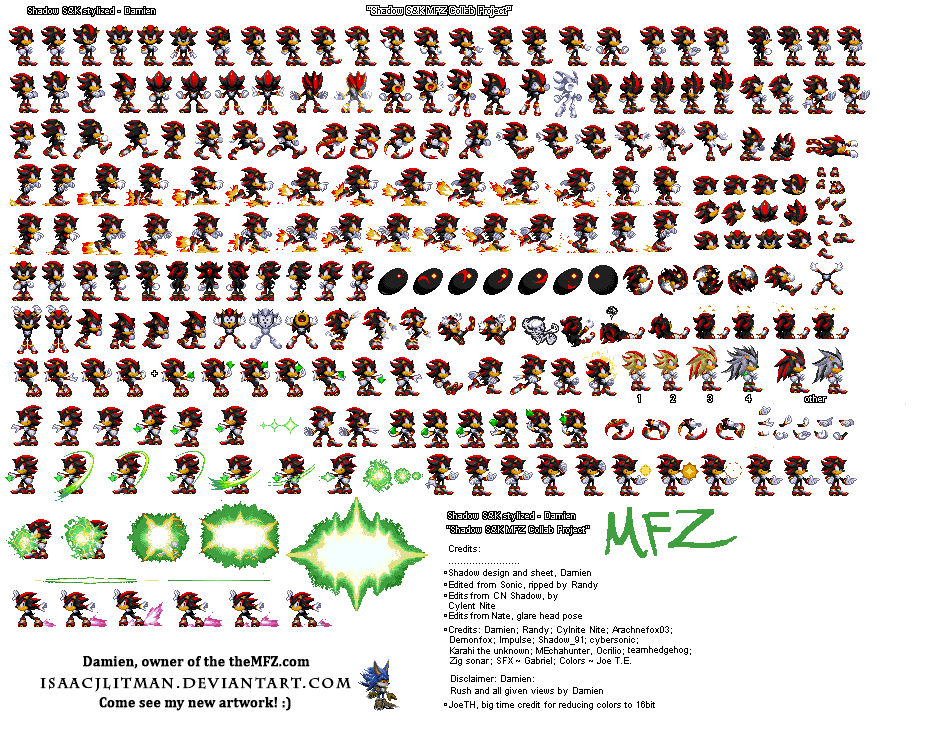 Shadow S&K stylized - Damien
"Shadow S&K MFZ Collab Project"
+
1 2 3 4 other
Shadow S&K stylized - Damien
"Shadow S&K MFZ Collab Project"
MFZ
Credits:
........................
Shadow design and sheet, Damien
Edited from Sonic, ripped by Randy
Edits from CN Shadow, by
Cylent Nite
Edits from Nate, glare head pose
Credits: Damien; Randy; Cylnite Nite; Arachnefox03;
Demonfox; Impulse; Shadow_91; cybersonic;
Karahi the unknown; MEchahunter, Ocrilio; teamhedgehog;
Zig sonar; SFX ~ Gabriel; Colors ~ Joe T.E.
Disclaimer: Damien:
Rush and all given views by Damien
JoeTH, big time credit for reducing colors to 16bit
Damien, owner of the theMFZ.com
ISAACJLITMAN.DEVIANTART.COM
Come see my new artwork! :)